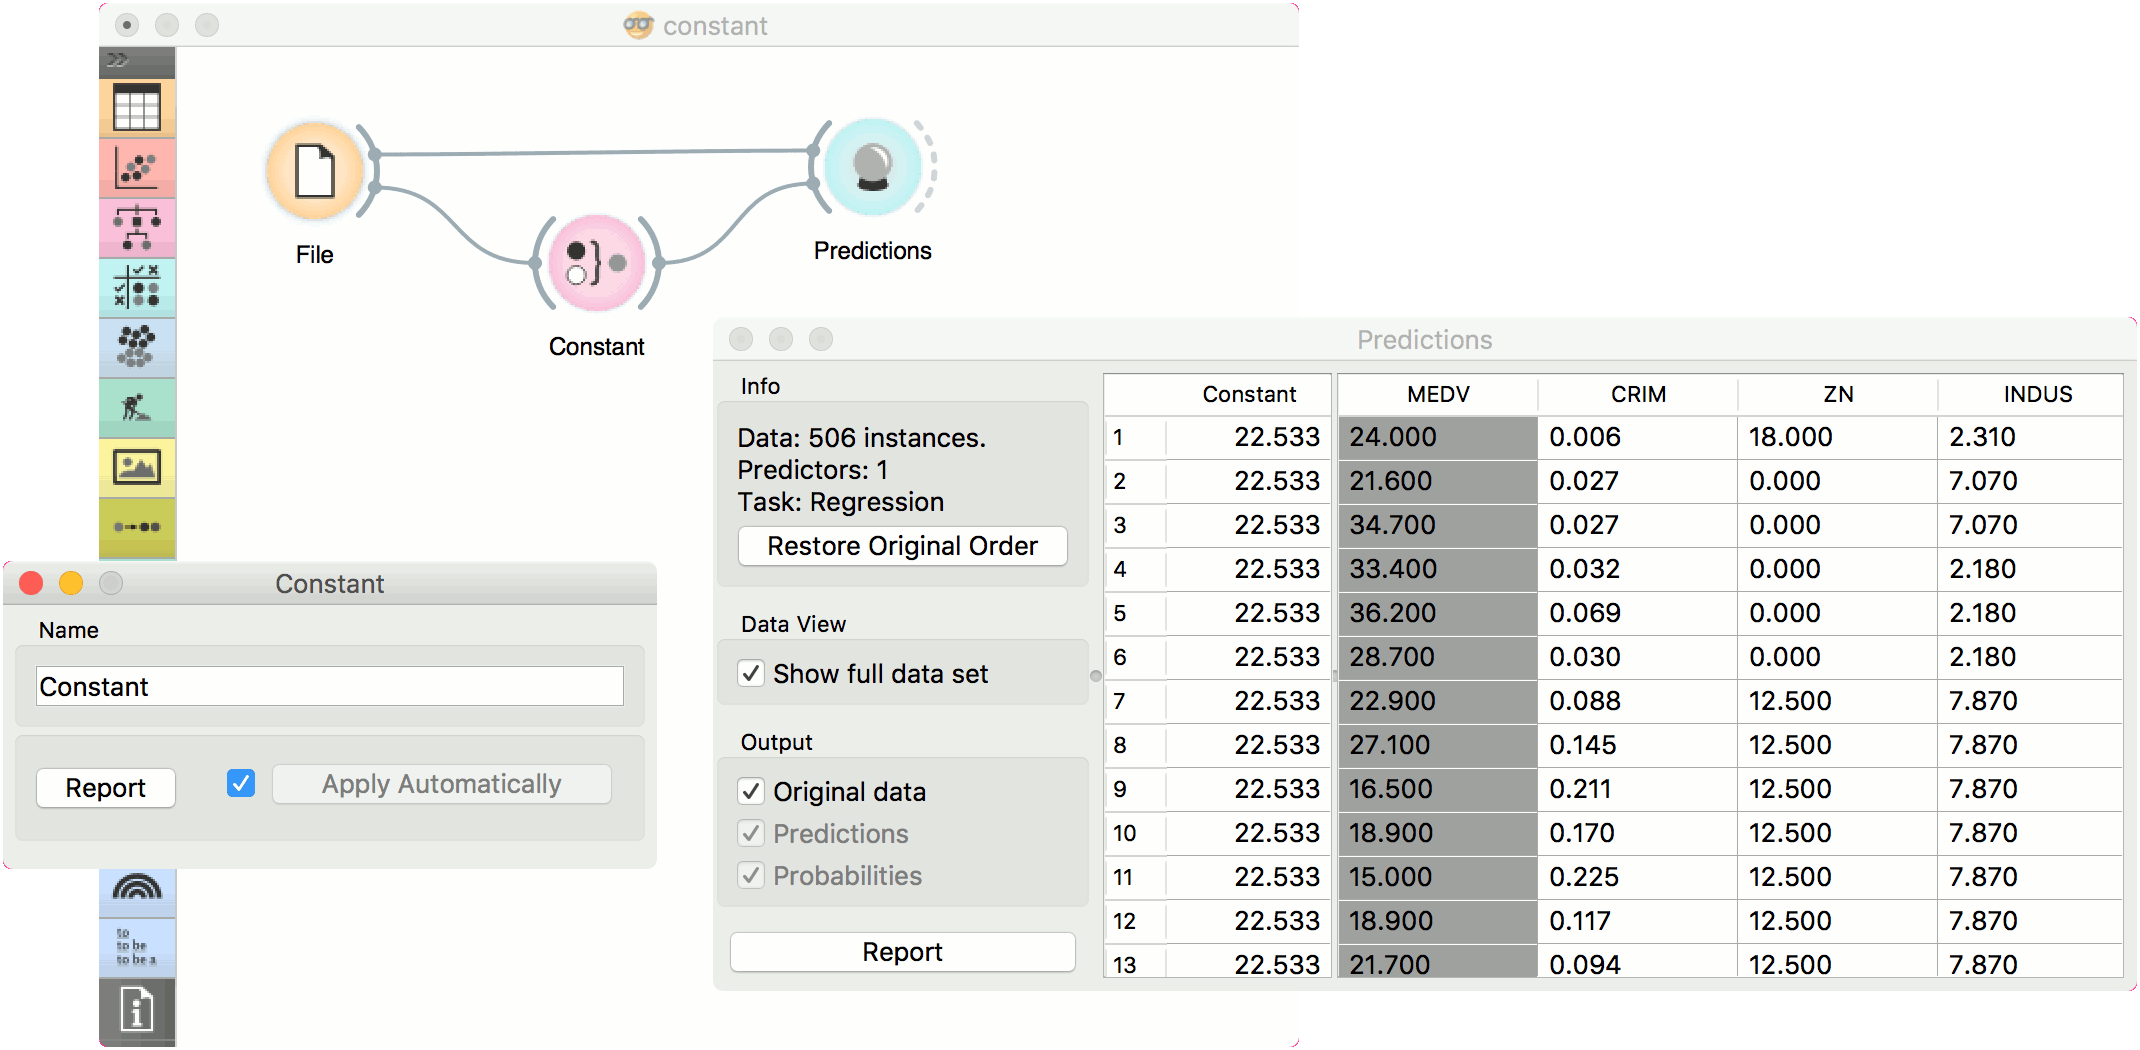 constant
File
Constant
Predictions
Constant
Name
Constant
Report
Apply Automatically
to
to be
to be a
Predictions
Info
Data: 506 instances.
Predictors: 1
Task: Regression
Restore Original Order
Data View
Show full data set
Output
Original data
Predictions
Probabilities
Report
Constant MEDV CRIM ZN INDUS
1 22.533 24.000 0.006 18.000 2.310
2 22.533 21.600 0.027 0.000 7.070
3 22.533 34.700 0.027 0.000 7.070
4 22.533 33.400 0.032 0.000 2.180
5 22.533 36.200 0.069 0.000 2.180
6 22.533 28.700 0.030 0.000 2.180
7 22.533 22.900 0.088 12.500 7.870
8 22.533 27.100 0.145 12.500 7.870
9 22.533 16.500 0.211 12.500 7.870
10 22.533 18.900 0.170 12.500 7.870
11 22.533 15.000 0.225 12.500 7.870
12 22.533 18.900 0.117 12.500 7.870
13 22.533 21.700 0.094 12.500 7.870